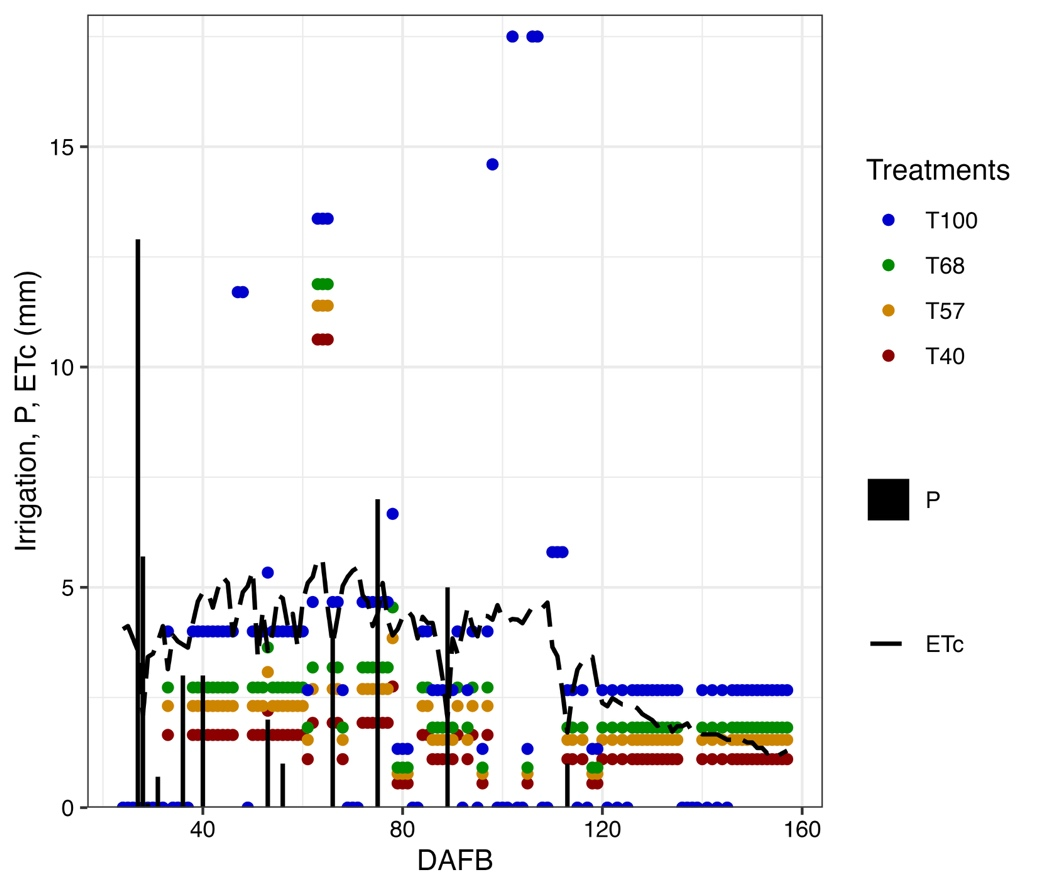 15
10
5
0
40
80
120
160
DAFB
Irrigation, P, ETc (mm)
Treatments
T100
T68
T57
T40
P
ETc